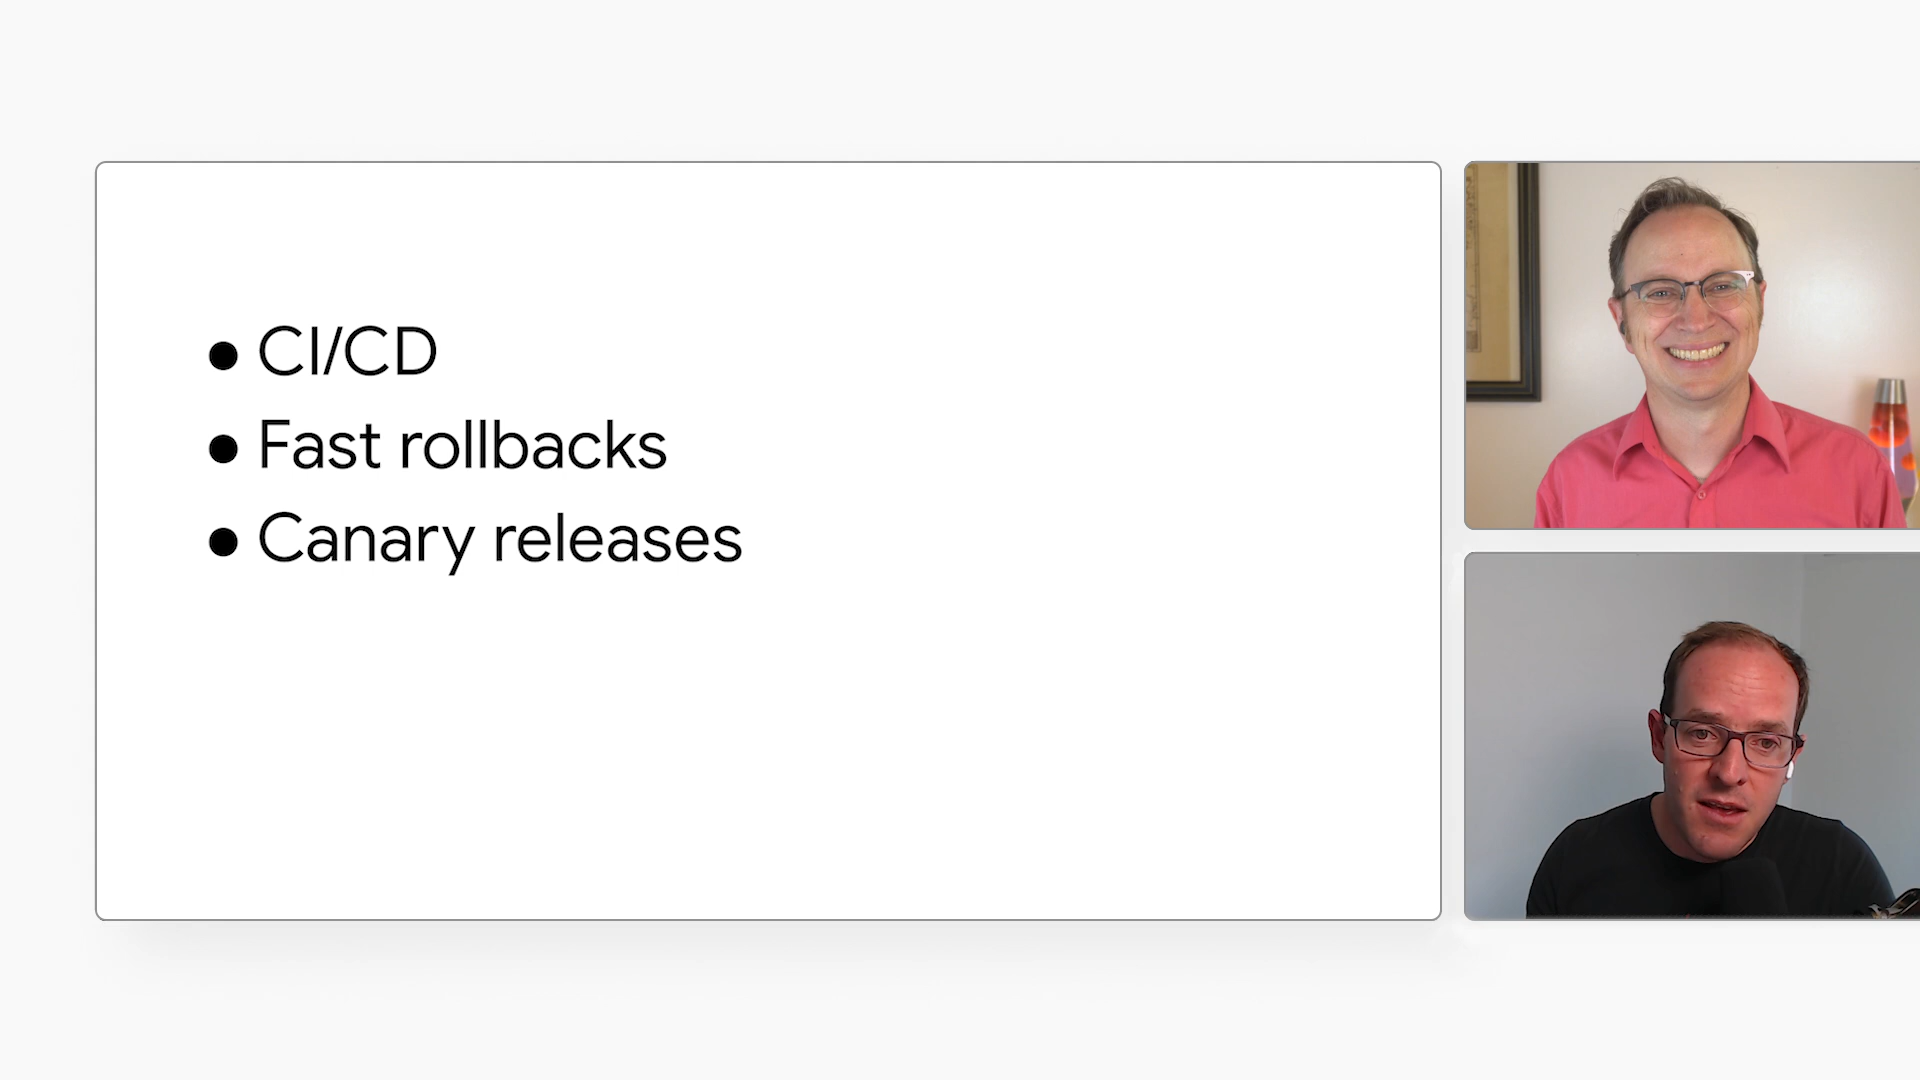 ● CI/CD
● Fast rollbacks
● Canary releases